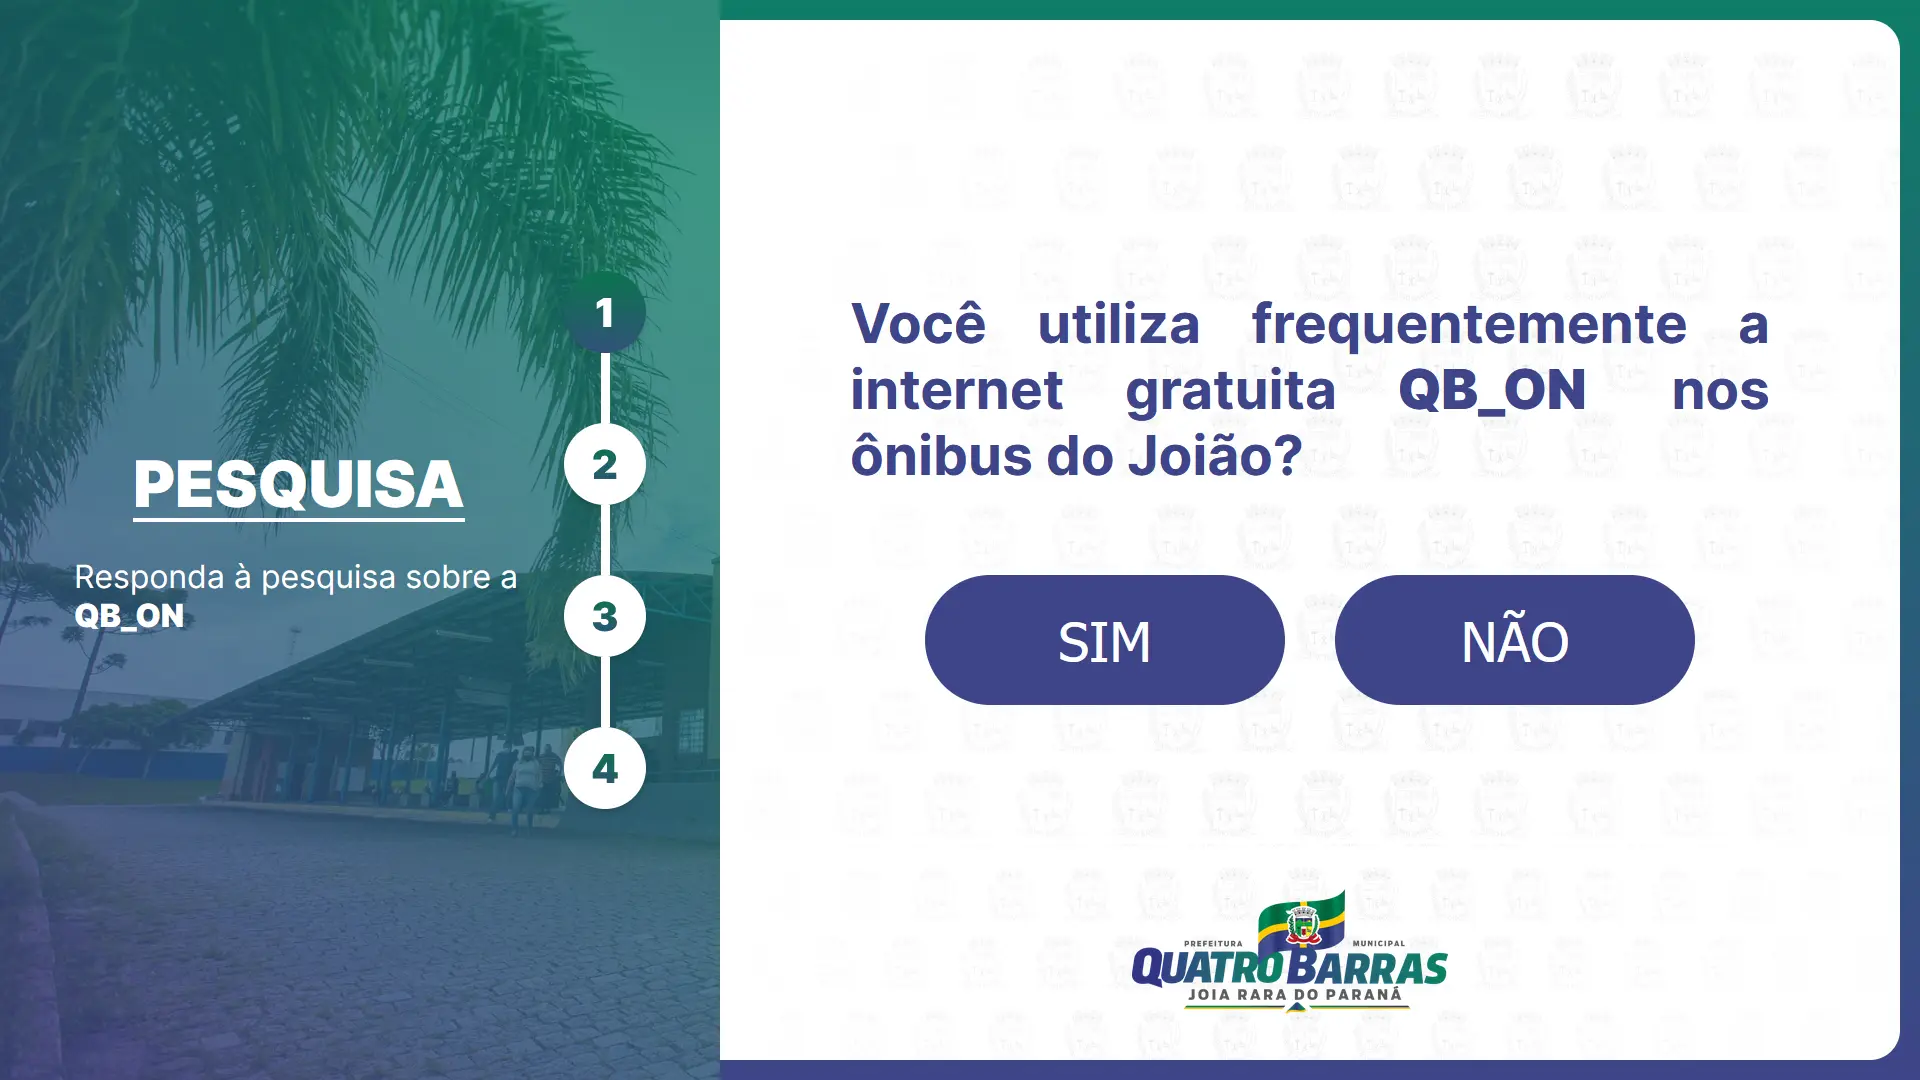 PESQUISA
Responda à pesquisa sobre a
QB_ON
1
2
3
4
Você utiliza frequentemente a
internet gratuita QB_ON nos
ônibus do Joião?
SIM
NÃO
PREFEITURA MUNICIPAL
QUATRO BARRAS
JOIA RARA DO PARANÁ